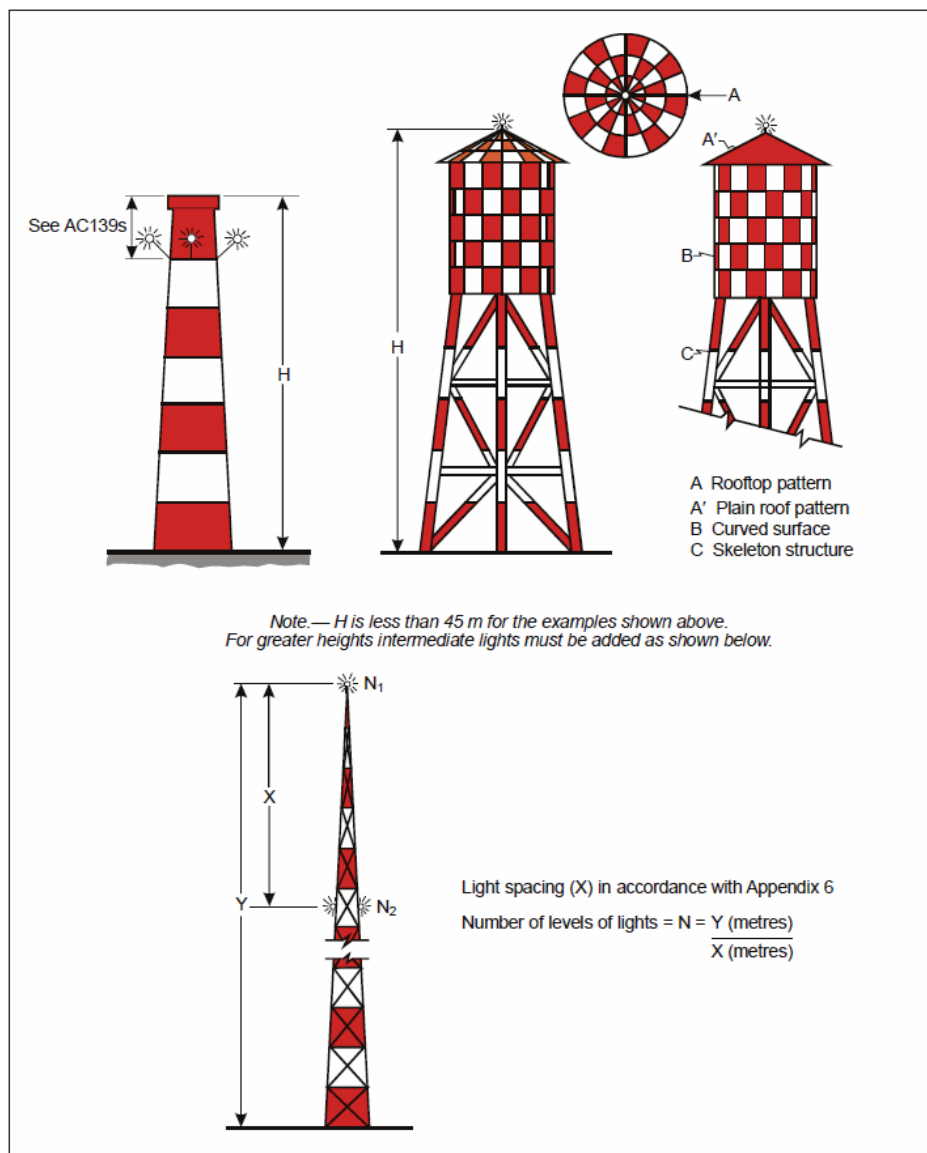 A
A′
See AC139s
B
H
H
C
A Rooftop pattern
A′ Plain roof pattern
B Curved surface
C Skeleton structure
Note.— H is less than 45 m for the examples shown above.
For greater heights intermediate lights must be added as shown below.
N₁
X
Y
N₂
Light spacing (X) in accordance with Appendix 6
Number of levels of lights = N = Y (metres)
X (metres)